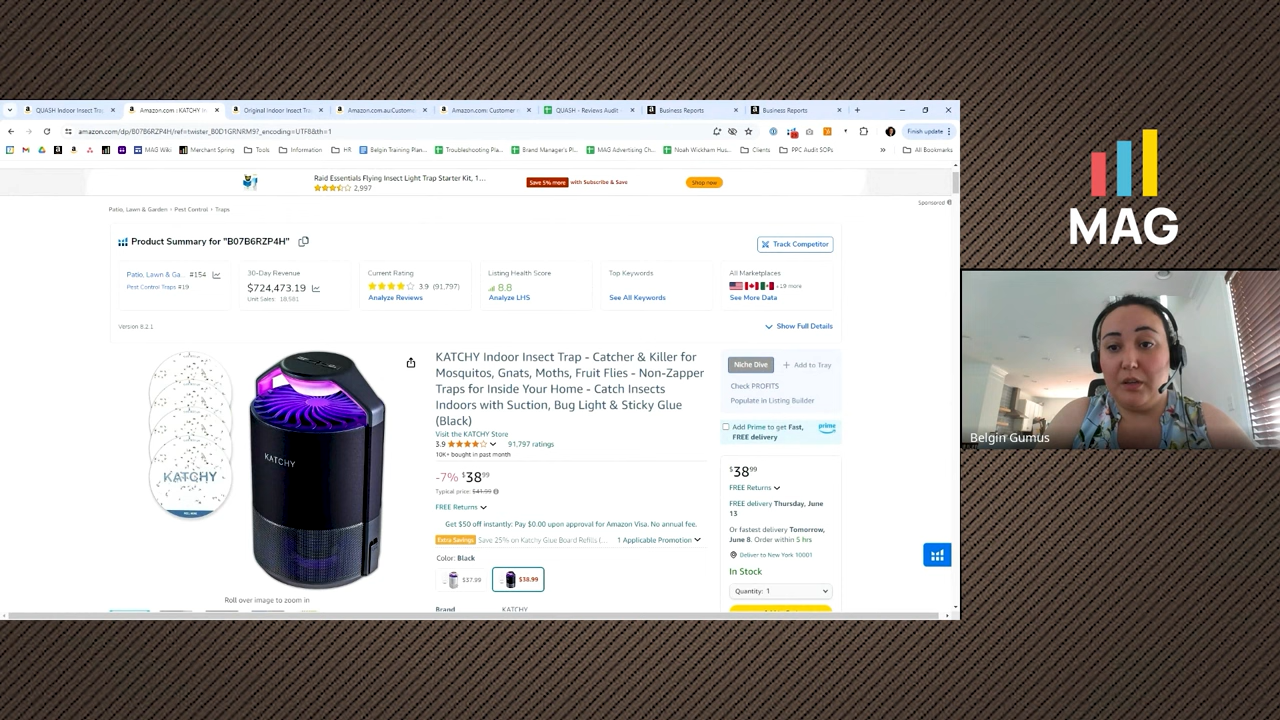 QUASH Indoor Insect Tra
Amazon.com : KATCHY In
Original Indoor Insect Tra
Amazon.com.au:Custome
Amazon.com: Customer
QUASH - Reviews Audit
Business Reports
Business Reports
amazon.com/dp/B07B6RZP4H/ref=twister_B0D1GRNRM9?_encoding=UTF8&th=1
Finish update
MAG Wiki
Merchant Spring
Tools
Information
HR
Belgin Training Plan...
Troubleshooting Pla...
Brand Manager's Pl...
MAG Advertising Ch...
Noah Wickham Hus...
Clients
PPC Audit SOPs
All Bookmarks
Raid Essentials Flying Insect Light Trap Starter Kit, 1...
2,997
Save 5% more with Subscribe & Save
Shop now
Sponsored
Patio, Lawn & Garden › Pest Control › Traps
Product Summary for "B07B6RZP4H"
Track Competitor
Patio, Lawn & Ga... #154
Pest Control Traps #19
30-Day Revenue
$724,473.19
Unit Sales: 18,581
Current Rating
3.9 (91,797)
Analyze Reviews
Listing Health Score
8.8
Analyze LHS
Top Keywords
See All Keywords
All Marketplaces
+19 more
See More Data
Version 8.2.1
Show Full Details
KATCHY
KATCHY
Roll over image to zoom in
KATCHY Indoor Insect Trap - Catcher & Killer for
Mosquitos, Gnats, Moths, Fruit Flies - Non-Zapper
Traps for Inside Your Home - Catch Insects
Indoors with Suction, Bug Light & Sticky Glue
(Black)
Visit the KATCHY Store
3.9
91,797 ratings
10K+ bought in past month
-7% $38 99
Typical price: $41.99
FREE Returns
Get $50 off instantly: Pay $0.00 upon approval for Amazon Visa. No annual fee.
Extra Savings Save 25% on Katchy Glue Board Refills (... 1 Applicable Promotion
Color: Black
$37.99
$38.99
Brand KATCHY
Niche Dive
+ Add to Tray
Check PROFITS
Populate in Listing Builder
Add Prime to get Fast,
FREE delivery
prime
$38 99
FREE Returns
FREE delivery Thursday, June
13
Or fastest delivery Tomorrow,
June 8. Order within 5 hrs
Deliver to New York 10001
In Stock
Quantity: 1
MAG
Belgin Gumus